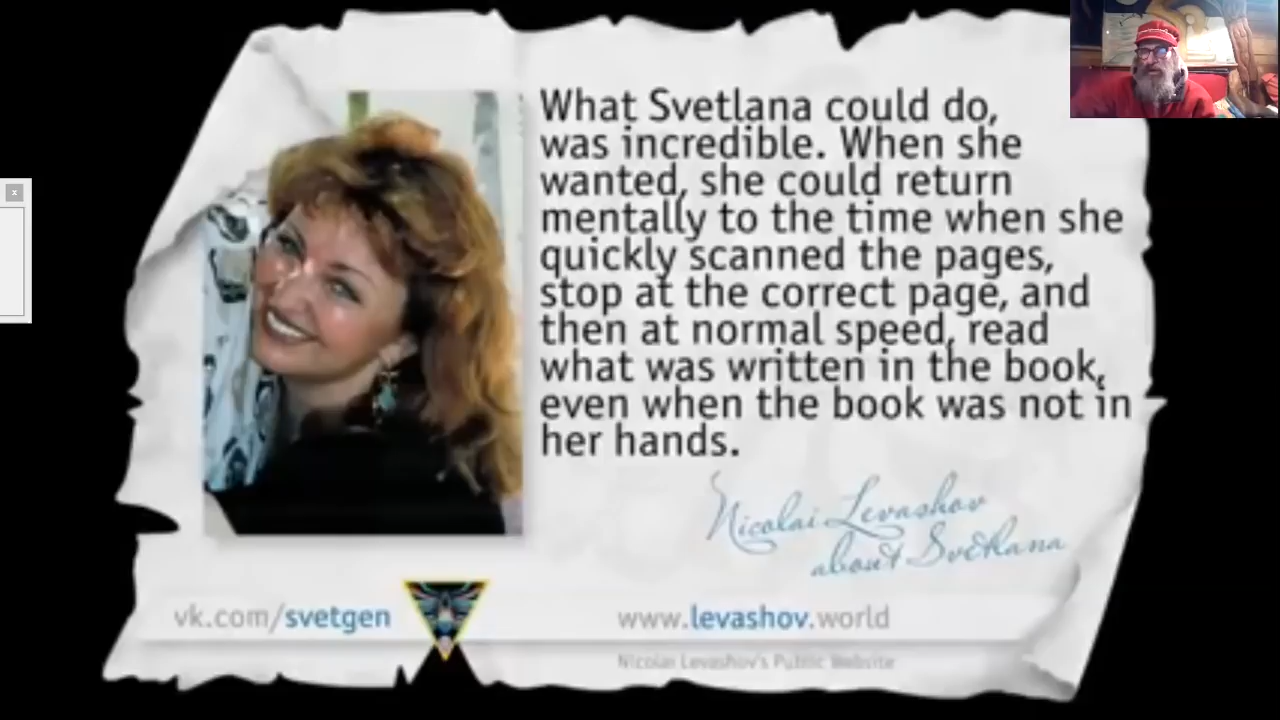 What Svetlana could do,
was incredible. When she
wanted, she could return
mentally to the time when she
quickly scanned the pages,
stop at the correct page, and
then at normal speed, read
what was written in the book,
even when the book was not in
her hands.
Nicolai Levashov
about Svetlana
vk.com/svetgen
www.levashov.world
Nicolai Levashov's Public Website
x